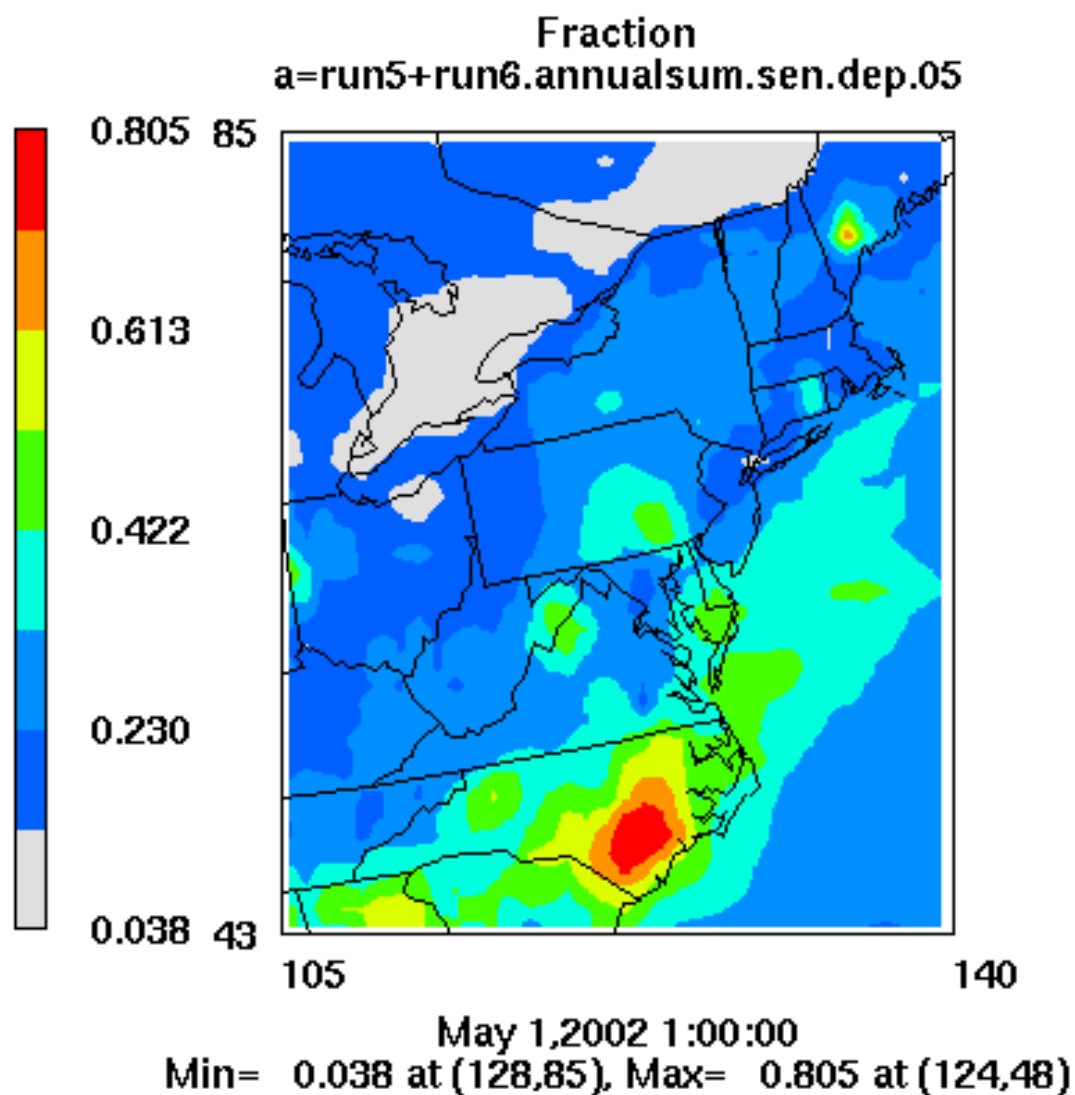 Fraction
a=run5+run6.annualsum.sen.dep.05
0.805 85
0.613
0.422
0.230
0.038 43
105 140
May 1,2002 1:00:00
Min= 0.038 at (128,85), Max= 0.805 at (124,48)